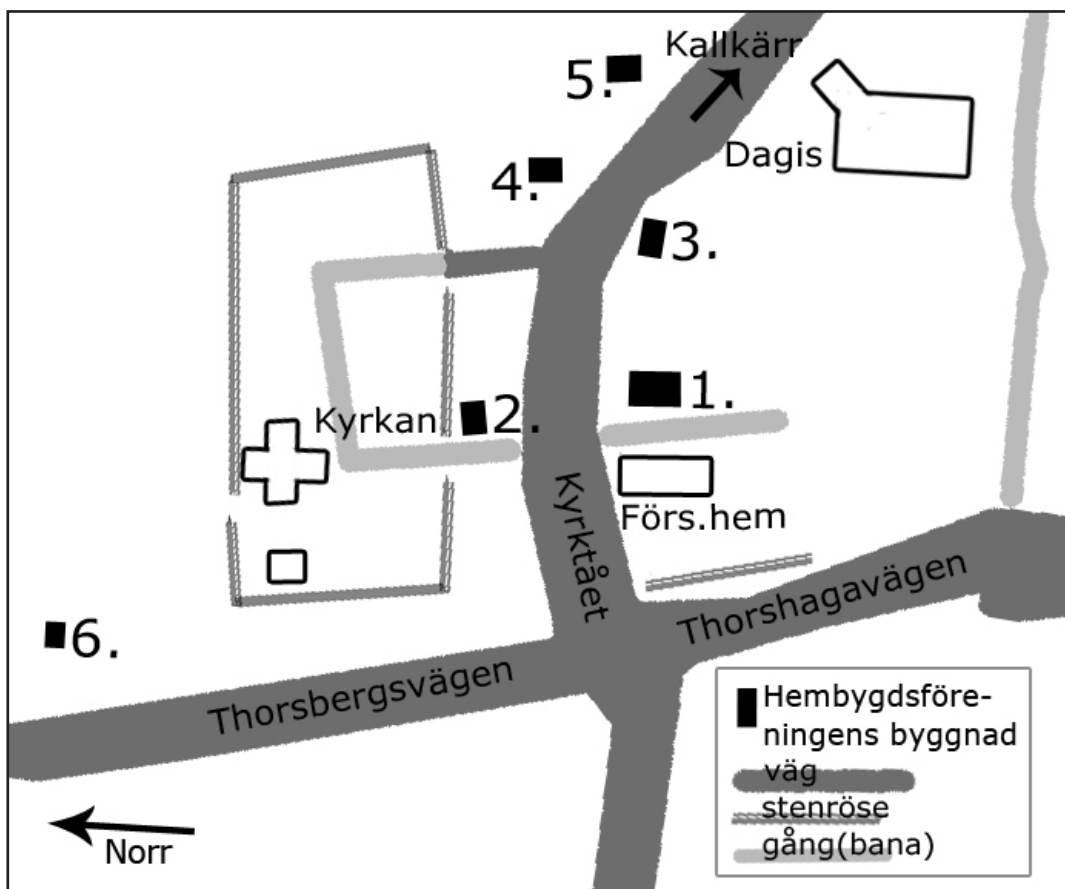 Kallkärr
5.
Dagis
4.
3.
1.
Kyrkan
2.
Kyrktået
Förs.hem
Thorshagavägen
6.
Thorsbergsvägen
Hembygdsföre-
ningens byggnad
väg
stenröse
gång(bana)
Norr